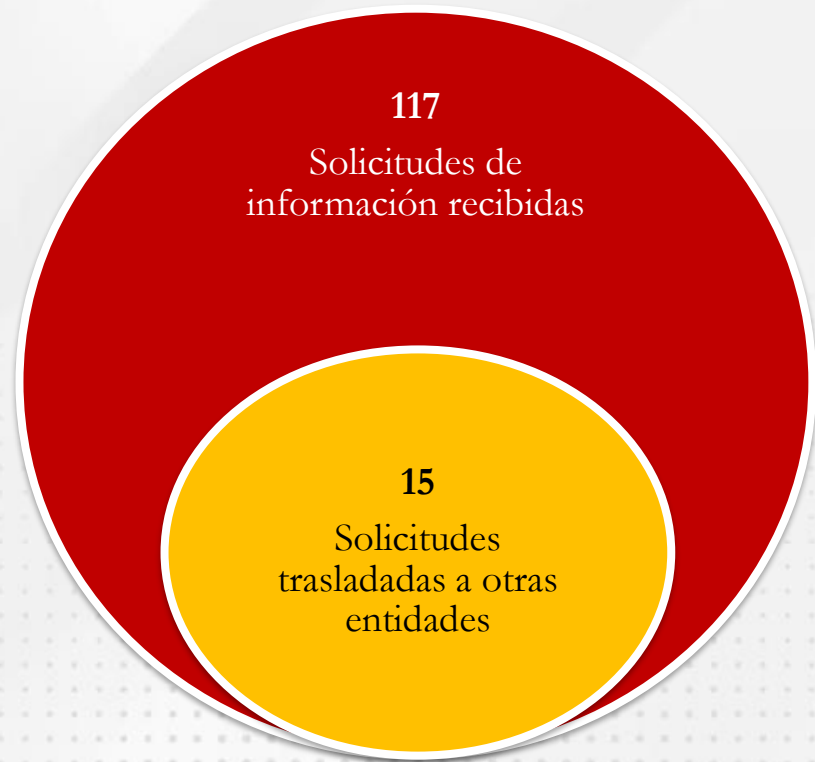 117
Solicitudes de
información recibidas
15
Solicitudes
trasladadas a otras
entidades